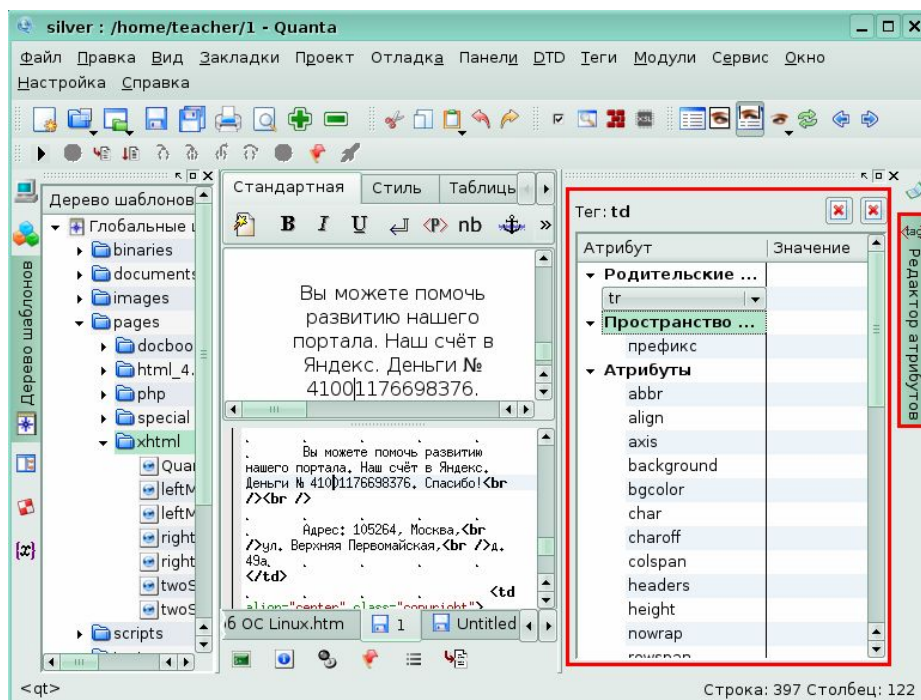 silver : /home/teacher/1 - Quanta
Файл Правка Вид Закладки Проект Отладка Панели DTD Теги Модули Сервис Окно
Настройка Справка
Дерево шаблонов
Дерево шаблонов
Глобальные
binaries
documents
images
pages
docboo
html_4.
php
special
xhtml
Quar
leftM
leftM
right
right
twoS
twoS
scripts
Стандартная Стиль Таблицы
B I U <P> nb »
Вы можете помочь
развитию нашего
портала. Наш счёт в
Яндекс. Деньги №
41001176698376.
Вы можете помочь развитию
нашего портала. Наш счёт в Яндекс.
Деньги № 41001176698376. Спасибо!<br
/><br />
Адрес: 105264, Москва,<br
/>ул. Верхняя Первомайская,<br />д.
49а.
</td>
<td
align="center" class="copyright">
б ОС Linux.htm 1 Untitled
Тег: td
Атрибут Значение
Родительские ...
tr
Пространство ...
префикс
Атрибуты
abbr
align
axis
background
bgcolor
char
charoff
colspan
headers
height
nowrap
rowspan
Редактор атрибутов
<qt> Строка: 397 Столбец: 122